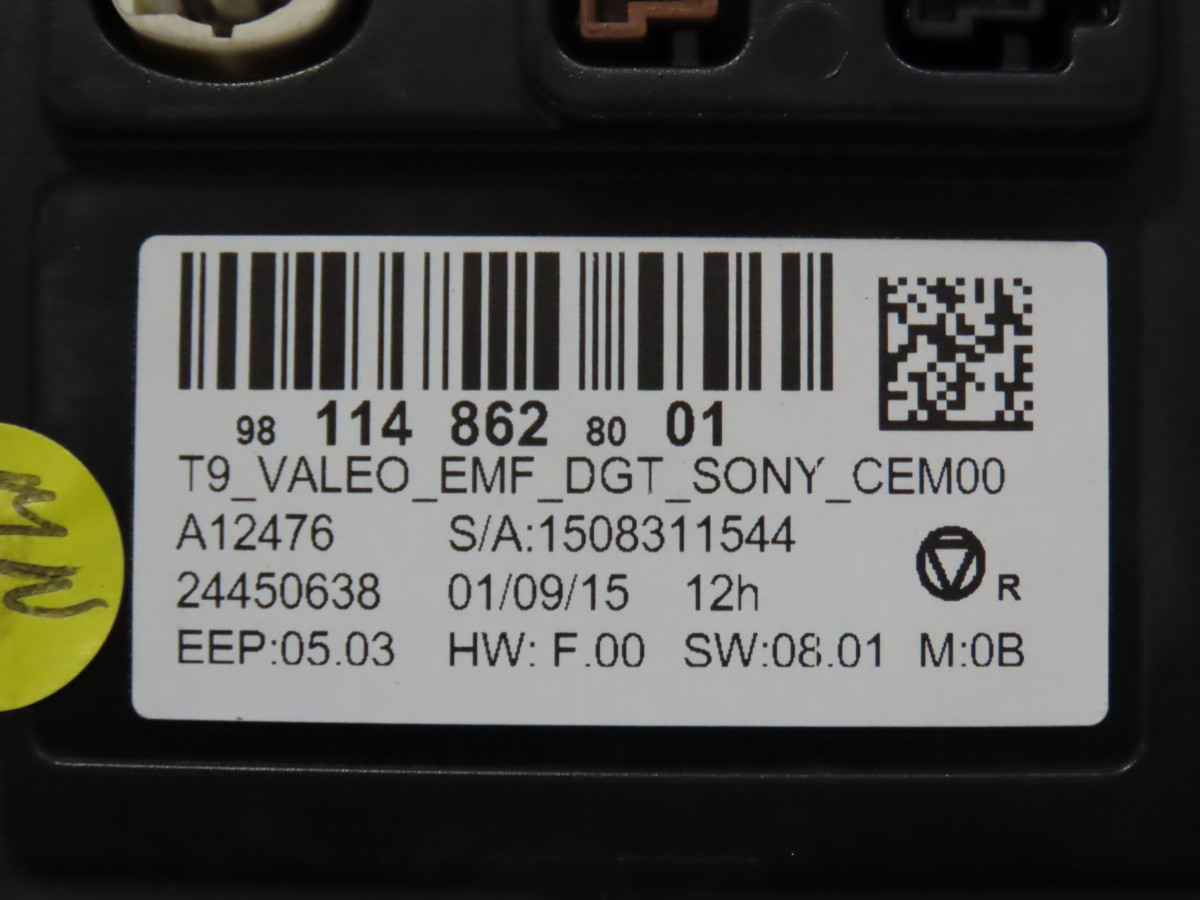 98 114 862 80 01
T9_VALEO_EMF_DGT_SONY_CEM00
A12476 S/A:1508311544
24450638 01/09/15 12h
R
EEP:05.03 HW: F.00 SW:08.01 M:0B